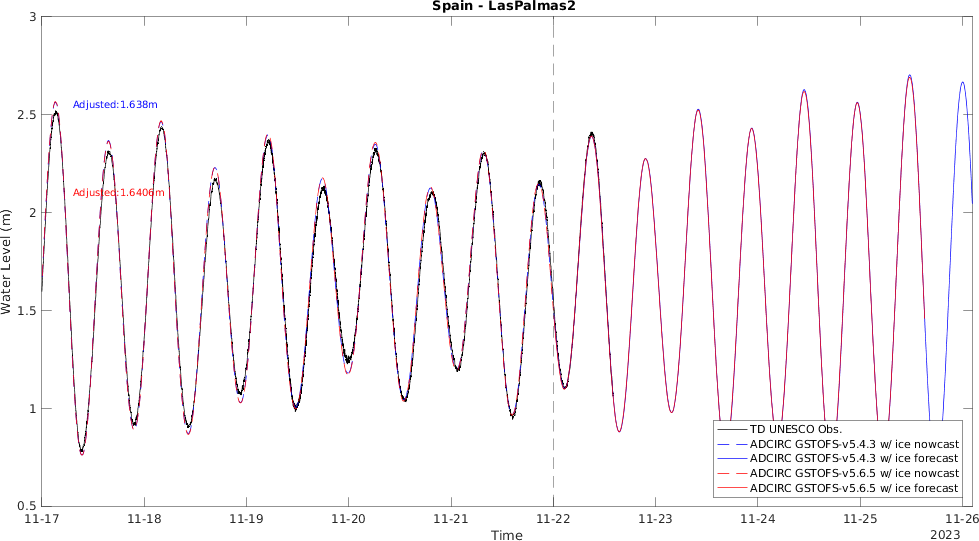 Spain - LasPalmas2
3
2.5
2
1.5
1
0.5
Water Level (m)
Adjusted:1.638m
Adjusted:1.6406m
TD UNESCO Obs.
ADCIRC GSTOFS-v5.4.3 w/ ice nowcast
ADCIRC GSTOFS-v5.4.3 w/ ice forecast
ADCIRC GSTOFS-v5.6.5 w/ ice nowcast
ADCIRC GSTOFS-v5.6.5 w/ ice forecast
11-17 11-18 11-19 11-20 11-21 11-22 11-23 11-24 11-25 11-26
Time 2023